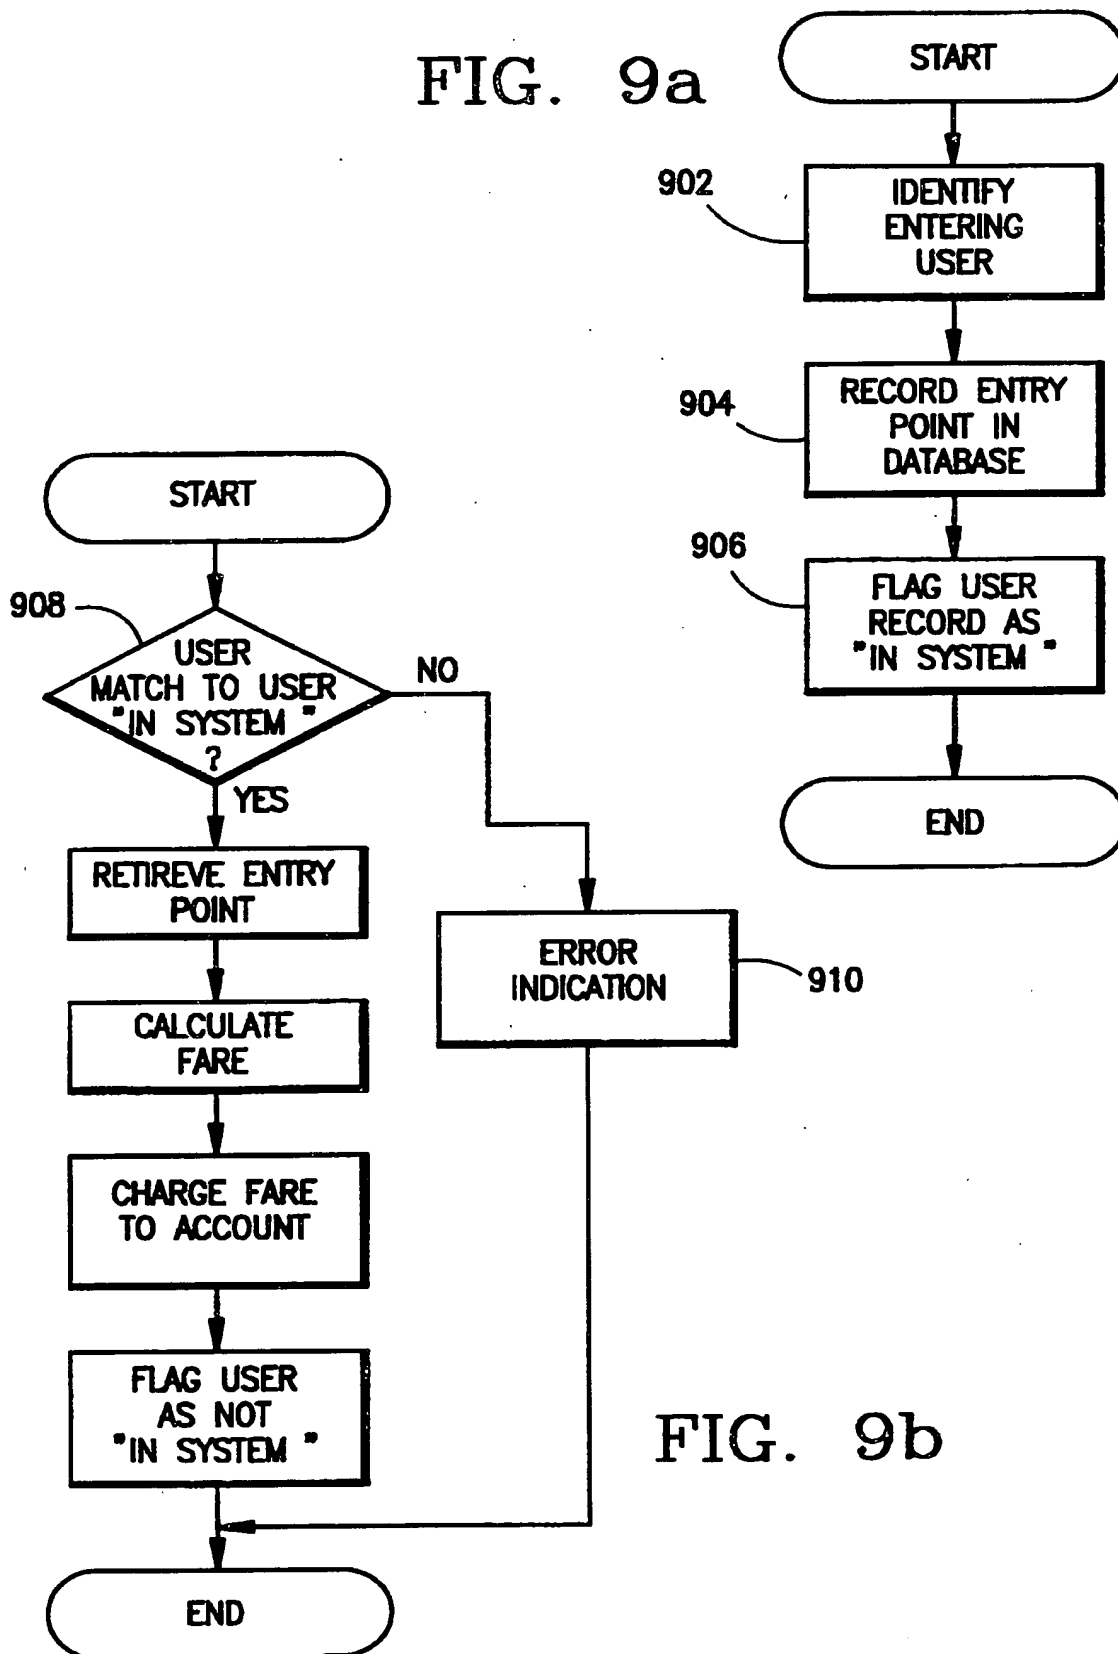 FIG. 9a
START
902
IDENTIFY
ENTERING
USER
904
RECORD ENTRY
POINT IN
DATABASE
906
FLAG USER
RECORD AS
"IN SYSTEM "
END
START
908
USER
MATCH TO USER
"IN SYSTEM "
?
NO
YES
RETIREVE ENTRY
POINT
ERROR
INDICATION
910
CALCULATE
FARE
CHARGE FARE
TO ACCOUNT
FLAG USER
AS NOT
"IN SYSTEM "
END
FIG. 9b